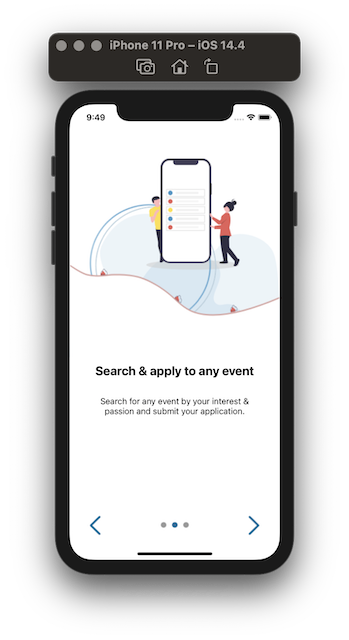 iPhone 11 Pro – iOS 14.4
9:49
Search & apply to any event
Search for any event by your interest &
passion and submit your application.